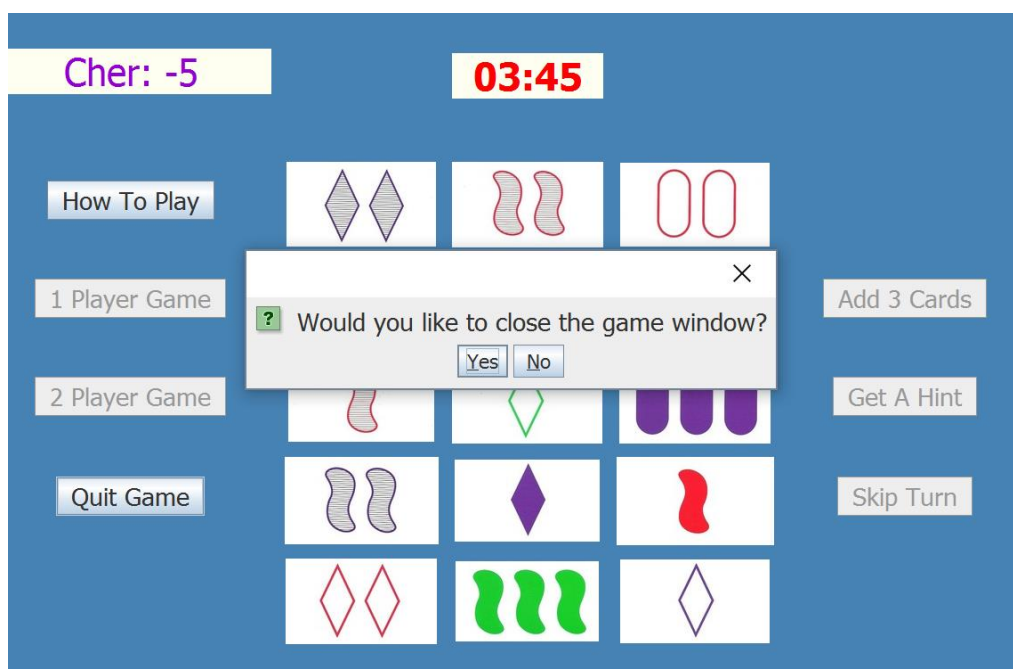 Cher: -5
03:45
How To Play
1 Player Game
Would you like to close the game window?
Yes
No
Add 3 Cards
2 Player Game
Get A Hint
Quit Game
Skip Turn